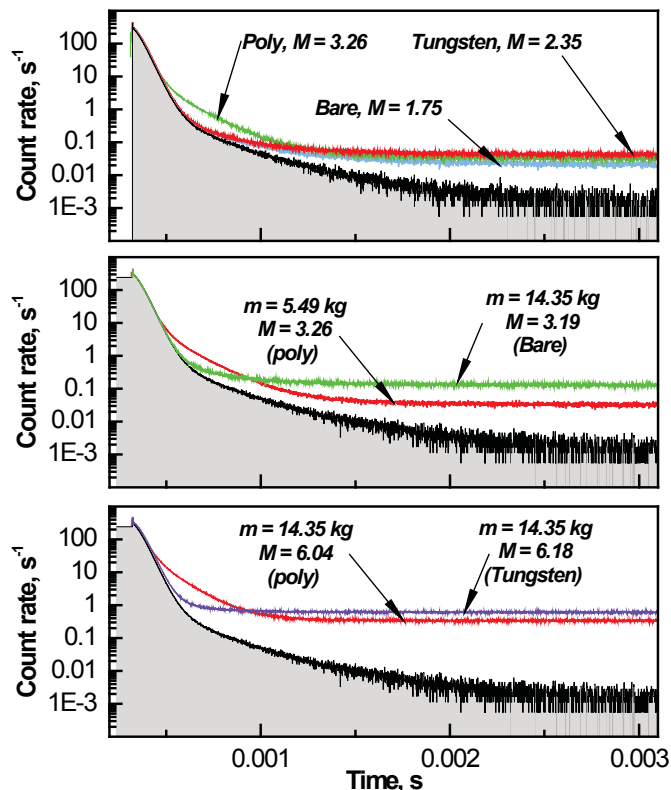 Count rate, s-1
100
10
1
0.1
0.01
1E-3
Poly, M = 3.26
Tungsten, M = 2.35
Bare, M = 1.75
Count rate, s-1
100
10
1
0.1
0.01
1E-3
m = 5.49 kg
M = 3.26
(poly)
m = 14.35 kg
M = 3.19
(Bare)
Count rate, s-1
100
10
1
0.1
0.01
1E-3
m = 14.35 kg
M = 6.04
(poly)
m = 14.35 kg
M = 6.18
(Tungsten)
0.001
0.002
0.003
Time, s